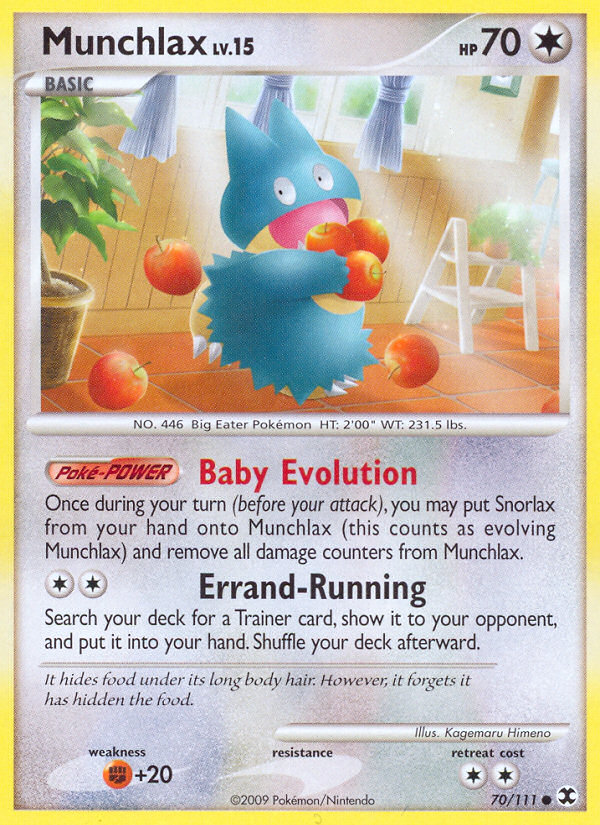 Munchlax LV.15 HP 70
BASIC
NO. 446 Big Eater Pokémon HT: 2'00" WT: 231.5 lbs.
Poké-POWER Baby Evolution
Once during your turn (before your attack), you may put Snorlax
from your hand onto Munchlax (this counts as evolving
Munchlax) and remove all damage counters from Munchlax.
Errand-Running
Search your deck for a Trainer card, show it to your opponent,
and put it into your hand. Shuffle your deck afterward.
It hides food under its long body hair. However, it forgets it
has hidden the food.
Illus. Kagemaru Himeno
weakness resistance retreat cost
+20
©2009 Pokémon/Nintendo 70/111